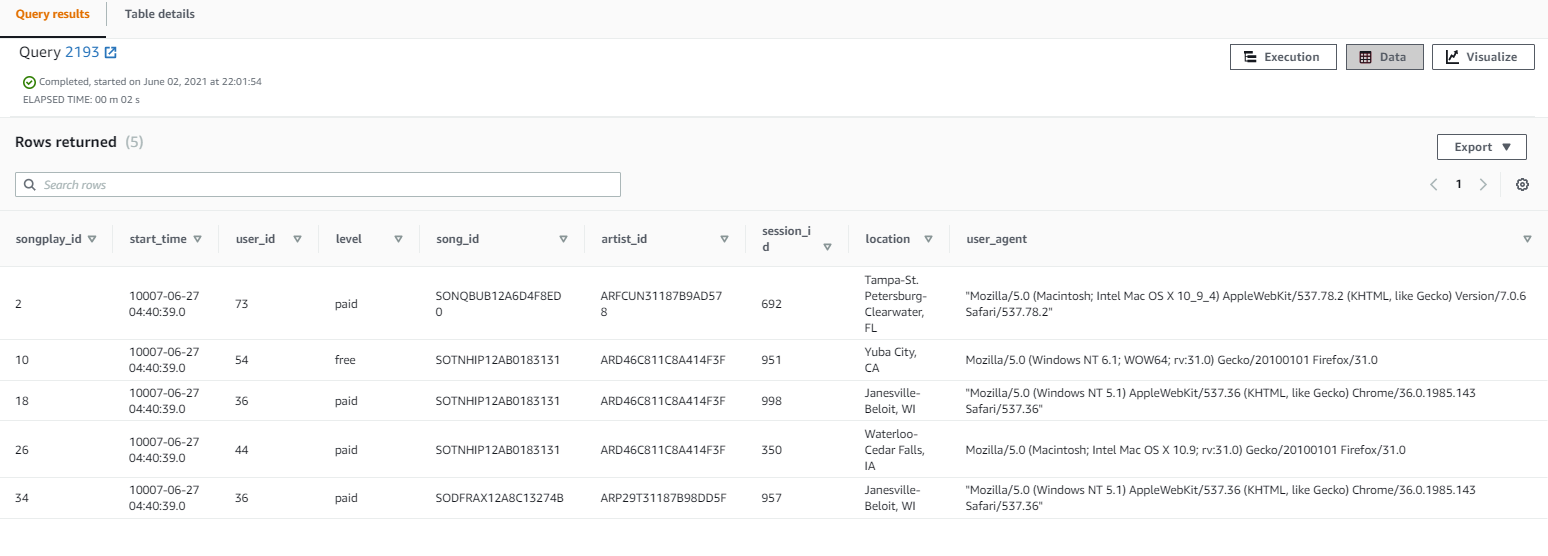 Query results Table details
Query 2193
Execution Data Visualize
Completed, started on June 02, 2021 at 22:01:54
ELAPSED TIME: 00 m 02 s
Rows returned (5)
Export
Search rows
1
songplay_id start_time user_id level song_id artist_id session_i location user_agent
d
2 10007-06-27 73 paid SONQBUB12A6D4F8ED ARFCUN31187B9AD57 692 Tampa-St. "Mozilla/5.0 (Macintosh; Intel Mac OS X 10_9_4) AppleWebKit/537.78.2 (KHTML, like Gecko) Version/7.0.6
04:40:39.0 0 8 Petersburg- Safari/537.78.2"
Clearwater,
FL
10 10007-06-27 54 free SOTNHIP12AB0183131 ARD46C811C8A414F3F 951 Yuba City, Mozilla/5.0 (Windows NT 6.1; WOW64; rv:31.0) Gecko/20100101 Firefox/31.0
04:40:39.0 CA
18 10007-06-27 36 paid SOTNHIP12AB0183131 ARD46C811C8A414F3F 998 Janesville- "Mozilla/5.0 (Windows NT 5.1) AppleWebKit/537.36 (KHTML, like Gecko) Chrome/36.0.1985.143
04:40:39.0 Beloit, WI Safari/537.36"
26 10007-06-27 44 paid SOTNHIP12AB0183131 ARD46C811C8A414F3F 350 Waterloo- Mozilla/5.0 (Macintosh; Intel Mac OS X 10.9; rv:31.0) Gecko/20100101 Firefox/31.0
04:40:39.0 Cedar Falls,
IA
34 10007-06-27 36 paid SODFRAX12A8C13274B ARP29T31187B98DD5F 957 Janesville- "Mozilla/5.0 (Windows NT 5.1) AppleWebKit/537.36 (KHTML, like Gecko) Chrome/36.0.1985.143
04:40:39.0 Beloit, WI Safari/537.36"